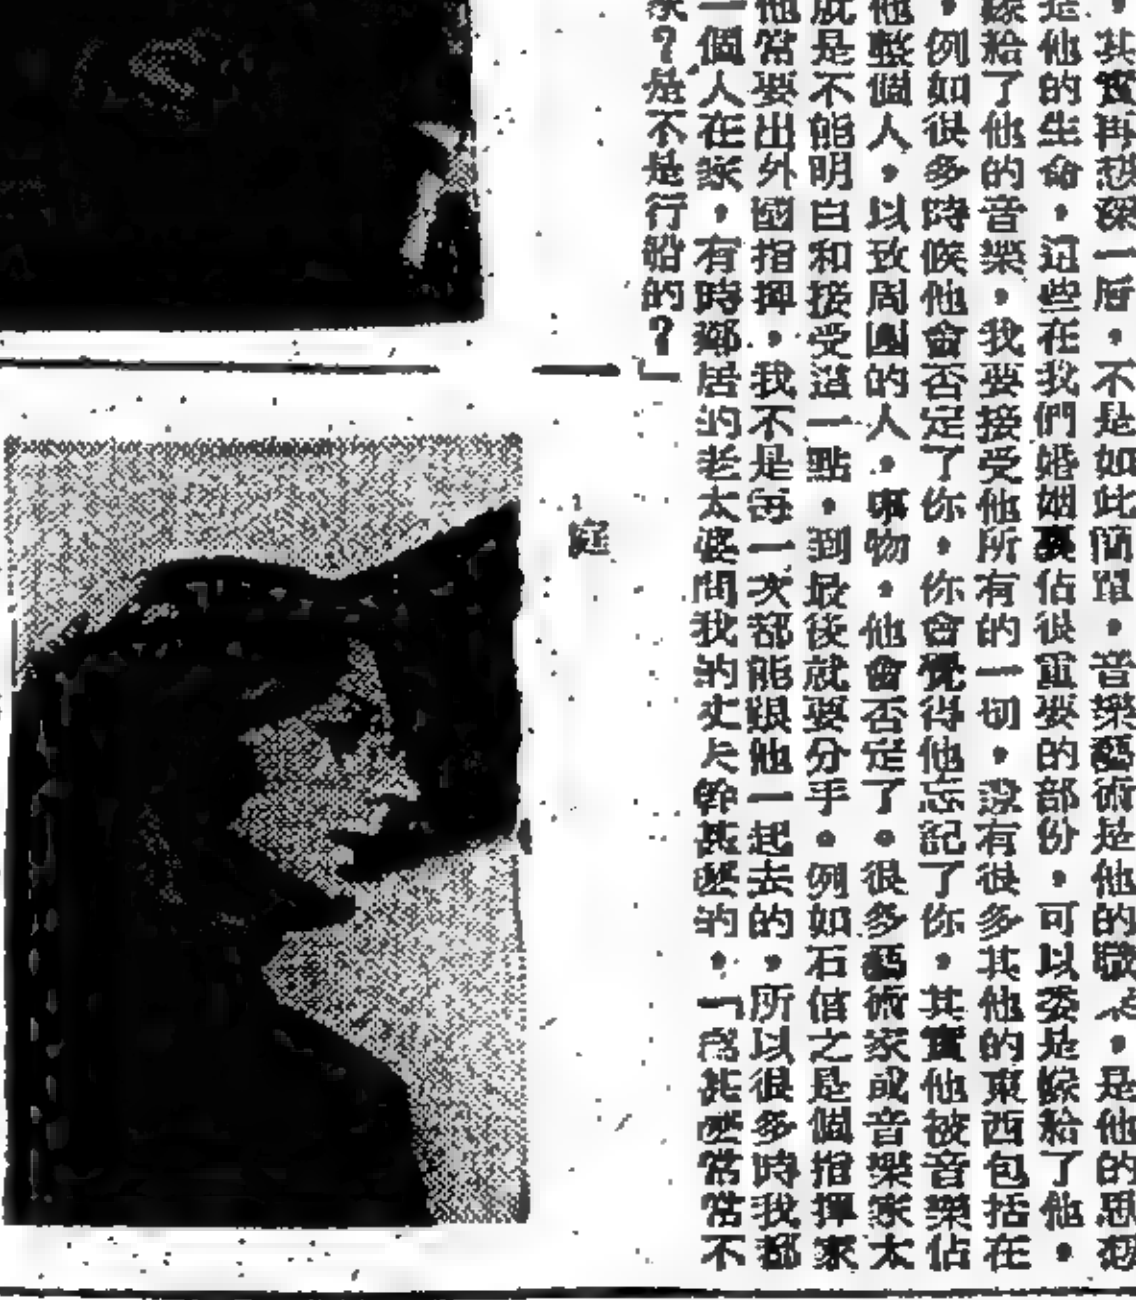 ，其實再想深一層，不是如此簡單，音樂藝術是他的職業，是他的思想
是他的生命，這些在我們婚姻裏佔很重要的部份，可以委是嫁給了他，
嫁給了他的音樂，我要接受他所有的一切，沒有很多其他的東西包括在
，例如很多時候他會否定了你，你會覺得他忘記了你，其實他被音樂佔
他整個人，以致周圍的人，事物，他會否定了。很多藝術家或音樂家太
就是不能明白和接受這一點，到最後就要分手。例如石信之是個指揮家
他常要出外國指揮，我不是每一次都能跟他一起去的，所以很多時我都
一個人在家，有時鄰居的老太婆問我的丈夫幹甚麼的，「為甚麼常常不
家？是不是行船的？」
庭